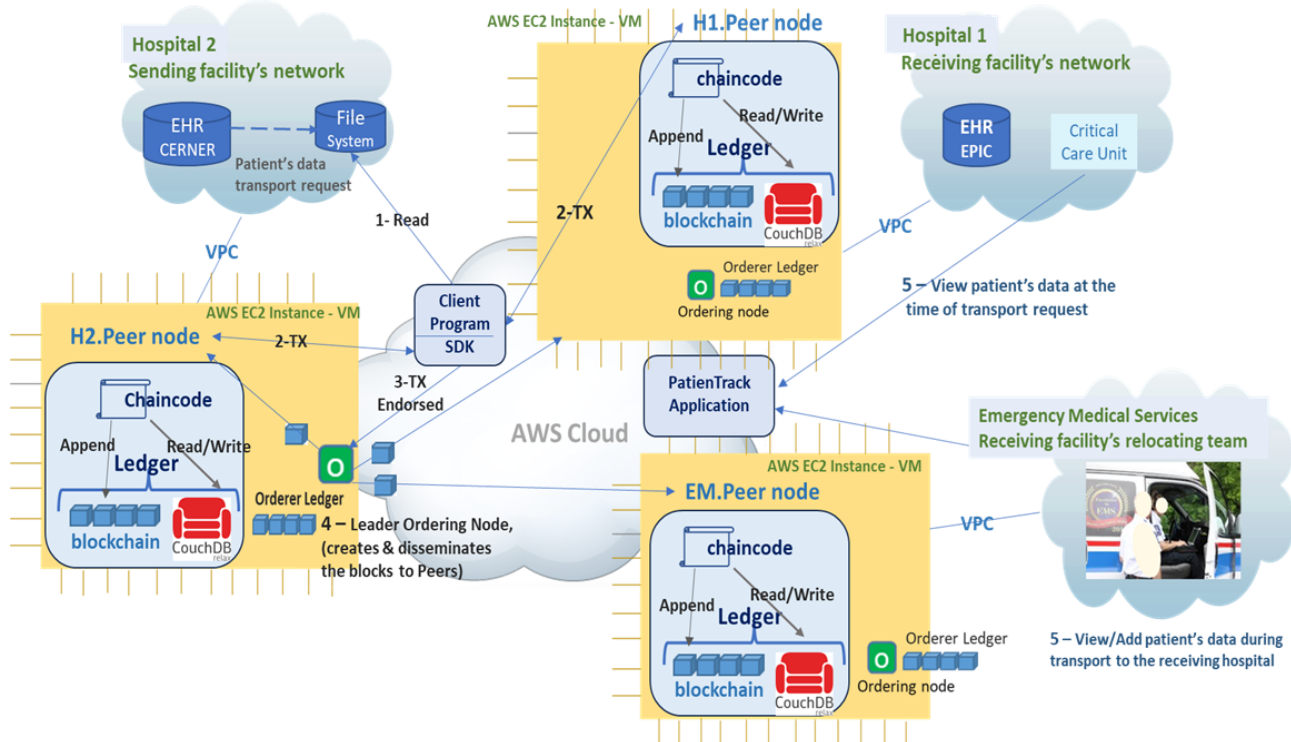 AWS EC2 Instance - VM
H1.Peer node
Hospital 2
Sending facility's network
EHR
CERNER
File
System
Patient's data
transport request
chaincode
Append
Read/Write
Ledger
blockchain
CouchDB
relax
Orderer Ledger
O
Ordering node
Hospital 1
Receiving facility's network
EHR
EPIC
Critical
Care Unit
1- Read
2-TX
VPC
VPC
5 – View patient's data at the
time of transport request
AWS EC2 Instance - VM
H2.Peer node
2-TX
Client
Program
SDK
3-TX
Endorsed
Chaincode
Append
Read/Write
Ledger
blockchain
CouchDB
relax
O
Orderer Ledger
4 – Leader Ordering Node,
(creates & disseminates
the blocks to Peers)
AWS Cloud
PatienTrack
Application
Emergency Medical Services
Receiving facility's relocating team
AWS EC2 Instance - VM
EM.Peer node
VPC
chaincode
Append
Read/Write
Ledger
blockchain
CouchDB
relax
Orderer Ledger
O
Ordering node
EMS
5 – View/Add patient's data during
transport to the receiving hospital